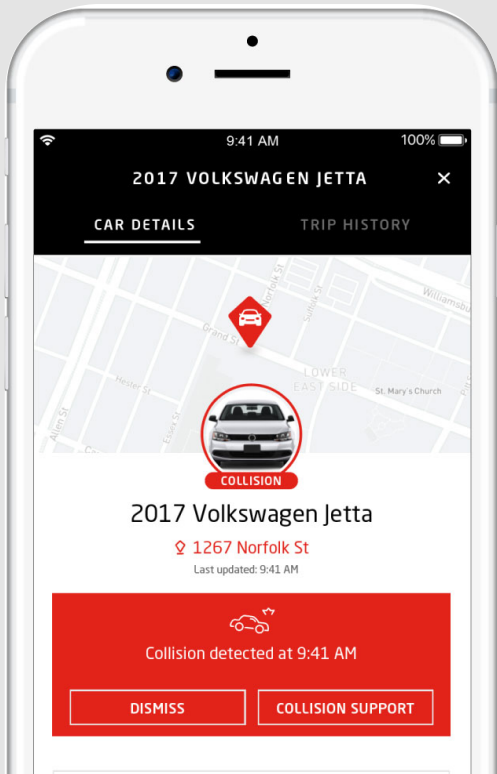 9:41 AM 100%
2017 VOLKSWAGEN JETTA
CAR DETAILS TRIP HISTORY
Norfolk St
Suffolk St
Williamsbu
Grand St
LOWER
EAST SIDE
St. Mary's Church
Hester St
Allen St
Essex St
COLLISION
2017 Volkswagen Jetta
1267 Norfolk St
Last updated: 9:41 AM
Collision detected at 9:41 AM
DISMISS COLLISION SUPPORT